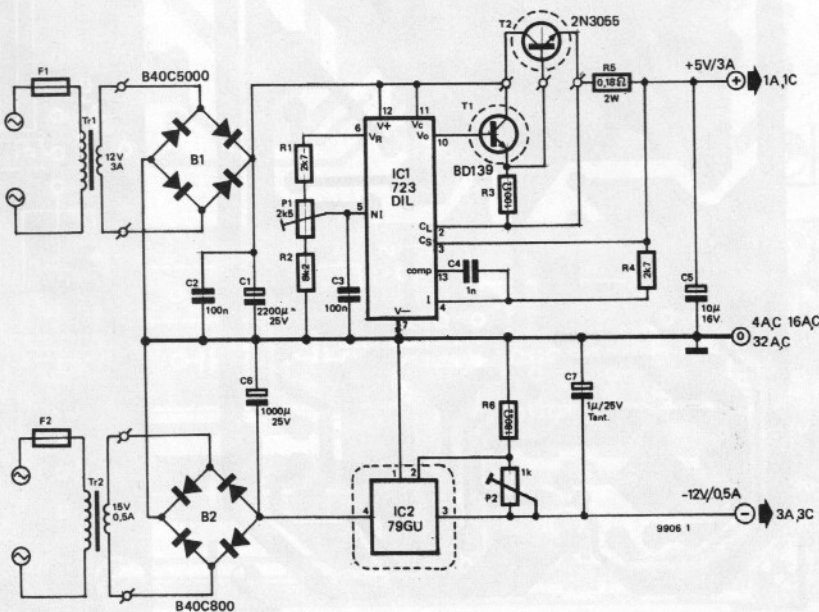 F1
B40C5000
Tr1
12V
3A
B1
T2
2N3055
R5
0,18Ω
2W
+5V/3A
+
1A,1C
12
11
V+
Vc
6
VR
Vo
10
T1
BD139
R1
2k7
P1
2k5
5
NI
IC1
723
DIL
R3
100Ω
CL
2
CS
3
R2
8k2
comp
13
C4
1n
R4
2k7
I
4
C2
100n
C1
2200µ
25V
C3
100n
V–
7
C5
10µ
16V.
0
4A,C 16A,C
32A,C
C6
1000µ
25V
R6
180Ω
C7
1µ/25V
Tant.
F2
Tr2
15V
0,5A
B2
B40C800
1
2
4
IC2
79GU
3
1k
P2
-12V/0,5A
–
3A,3C
9906 1